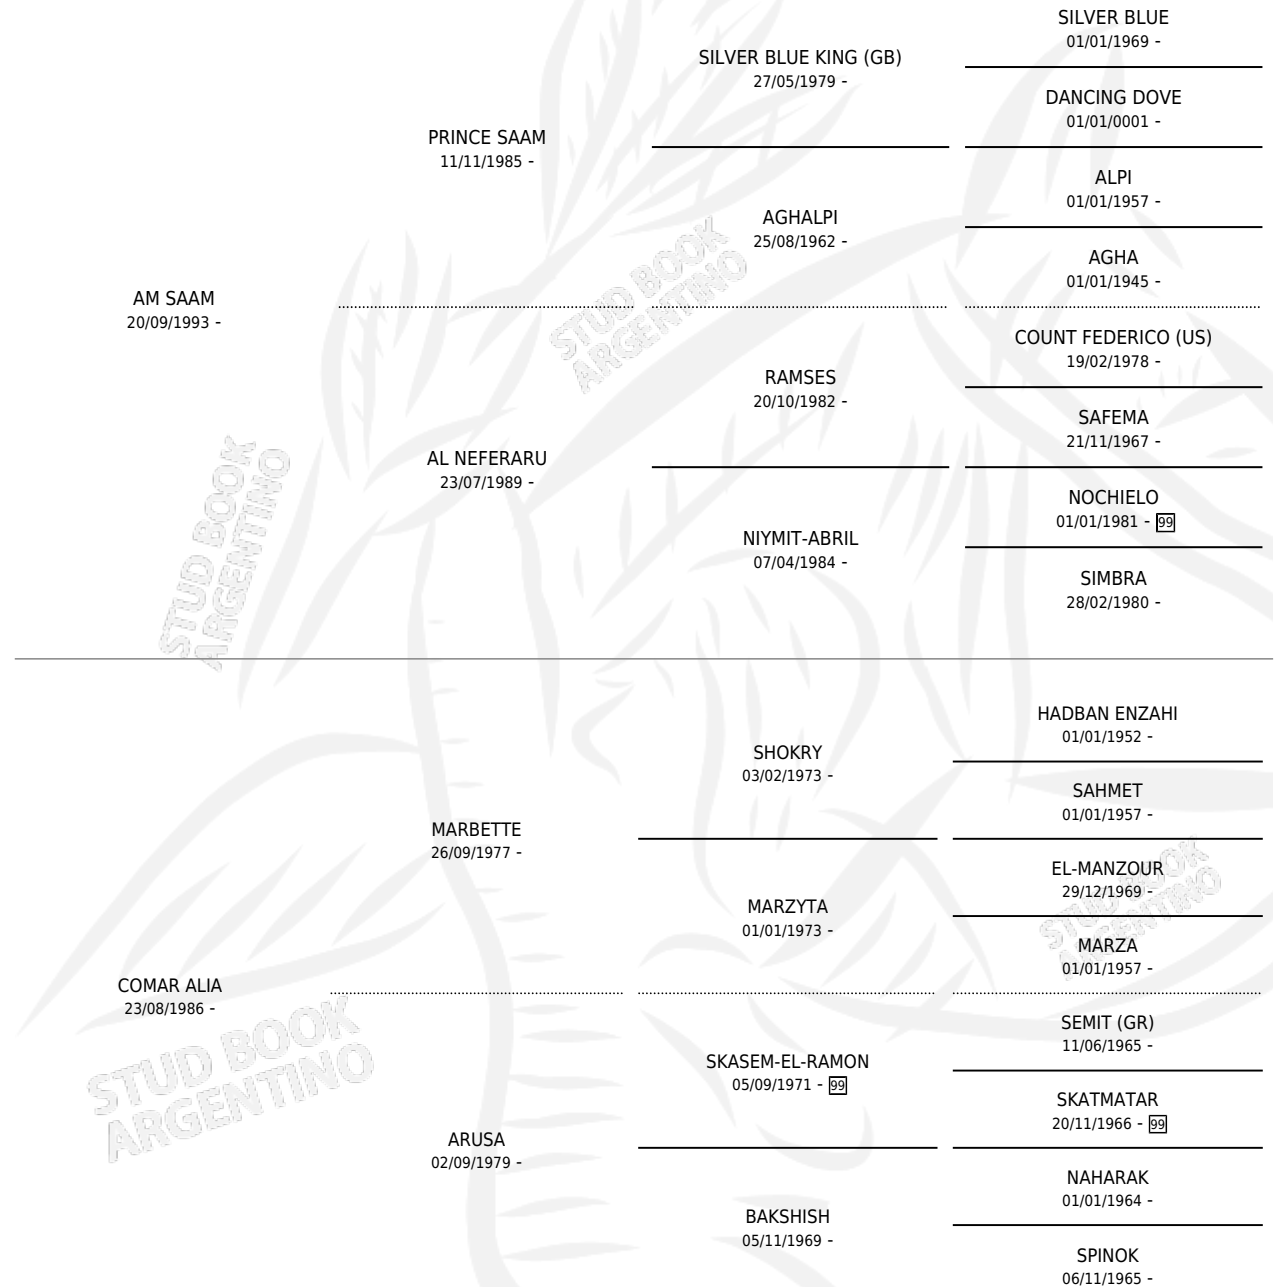 SILVER BLUE
01/01/1969 -
SILVER BLUE KING (GB)
27/05/1979 -
DANCING DOVE
01/01/0001 -
PRINCE SAAM
11/11/1985 -
ALPI
01/01/1957 -
AGHALPI
25/08/1962 -
AGHA
01/01/1945 -
AM SAAM
20/09/1993 -
COUNT FEDERICO (US)
19/02/1978 -
RAMSES
20/10/1982 -
SAFEMA
21/11/1967 -
AL NEFERARU
23/07/1989 -
NOCHIELO
01/01/1981 - 99
NIYMIT-ABRIL
07/04/1984 -
SIMBRA
28/02/1980 -
HADBAN ENZAHI
01/01/1952 -
SHOKRY
03/02/1973 -
SAHMET
01/01/1957 -
MARBETTE
26/09/1977 -
EL-MANZOUR
29/12/1969 -
MARZYTA
01/01/1973 -
MARZA
01/01/1957 -
COMAR ALIA
23/08/1986 -
SEMIT (GR)
11/06/1965 -
SKASEM-EL-RAMON
05/09/1971 - 99
SKATMATAR
20/11/1966 - 99
ARUSA
02/09/1979 -
NAHARAK
01/01/1964 -
BAKSHISH
05/11/1969 -
SPINOK
06/11/1965 -
STUD BOOK
ARGENTINO
STUD BOOK
ARGENTINO
STUD BOOK
ARGENTINO
STUD BOOK
ARGENTINO